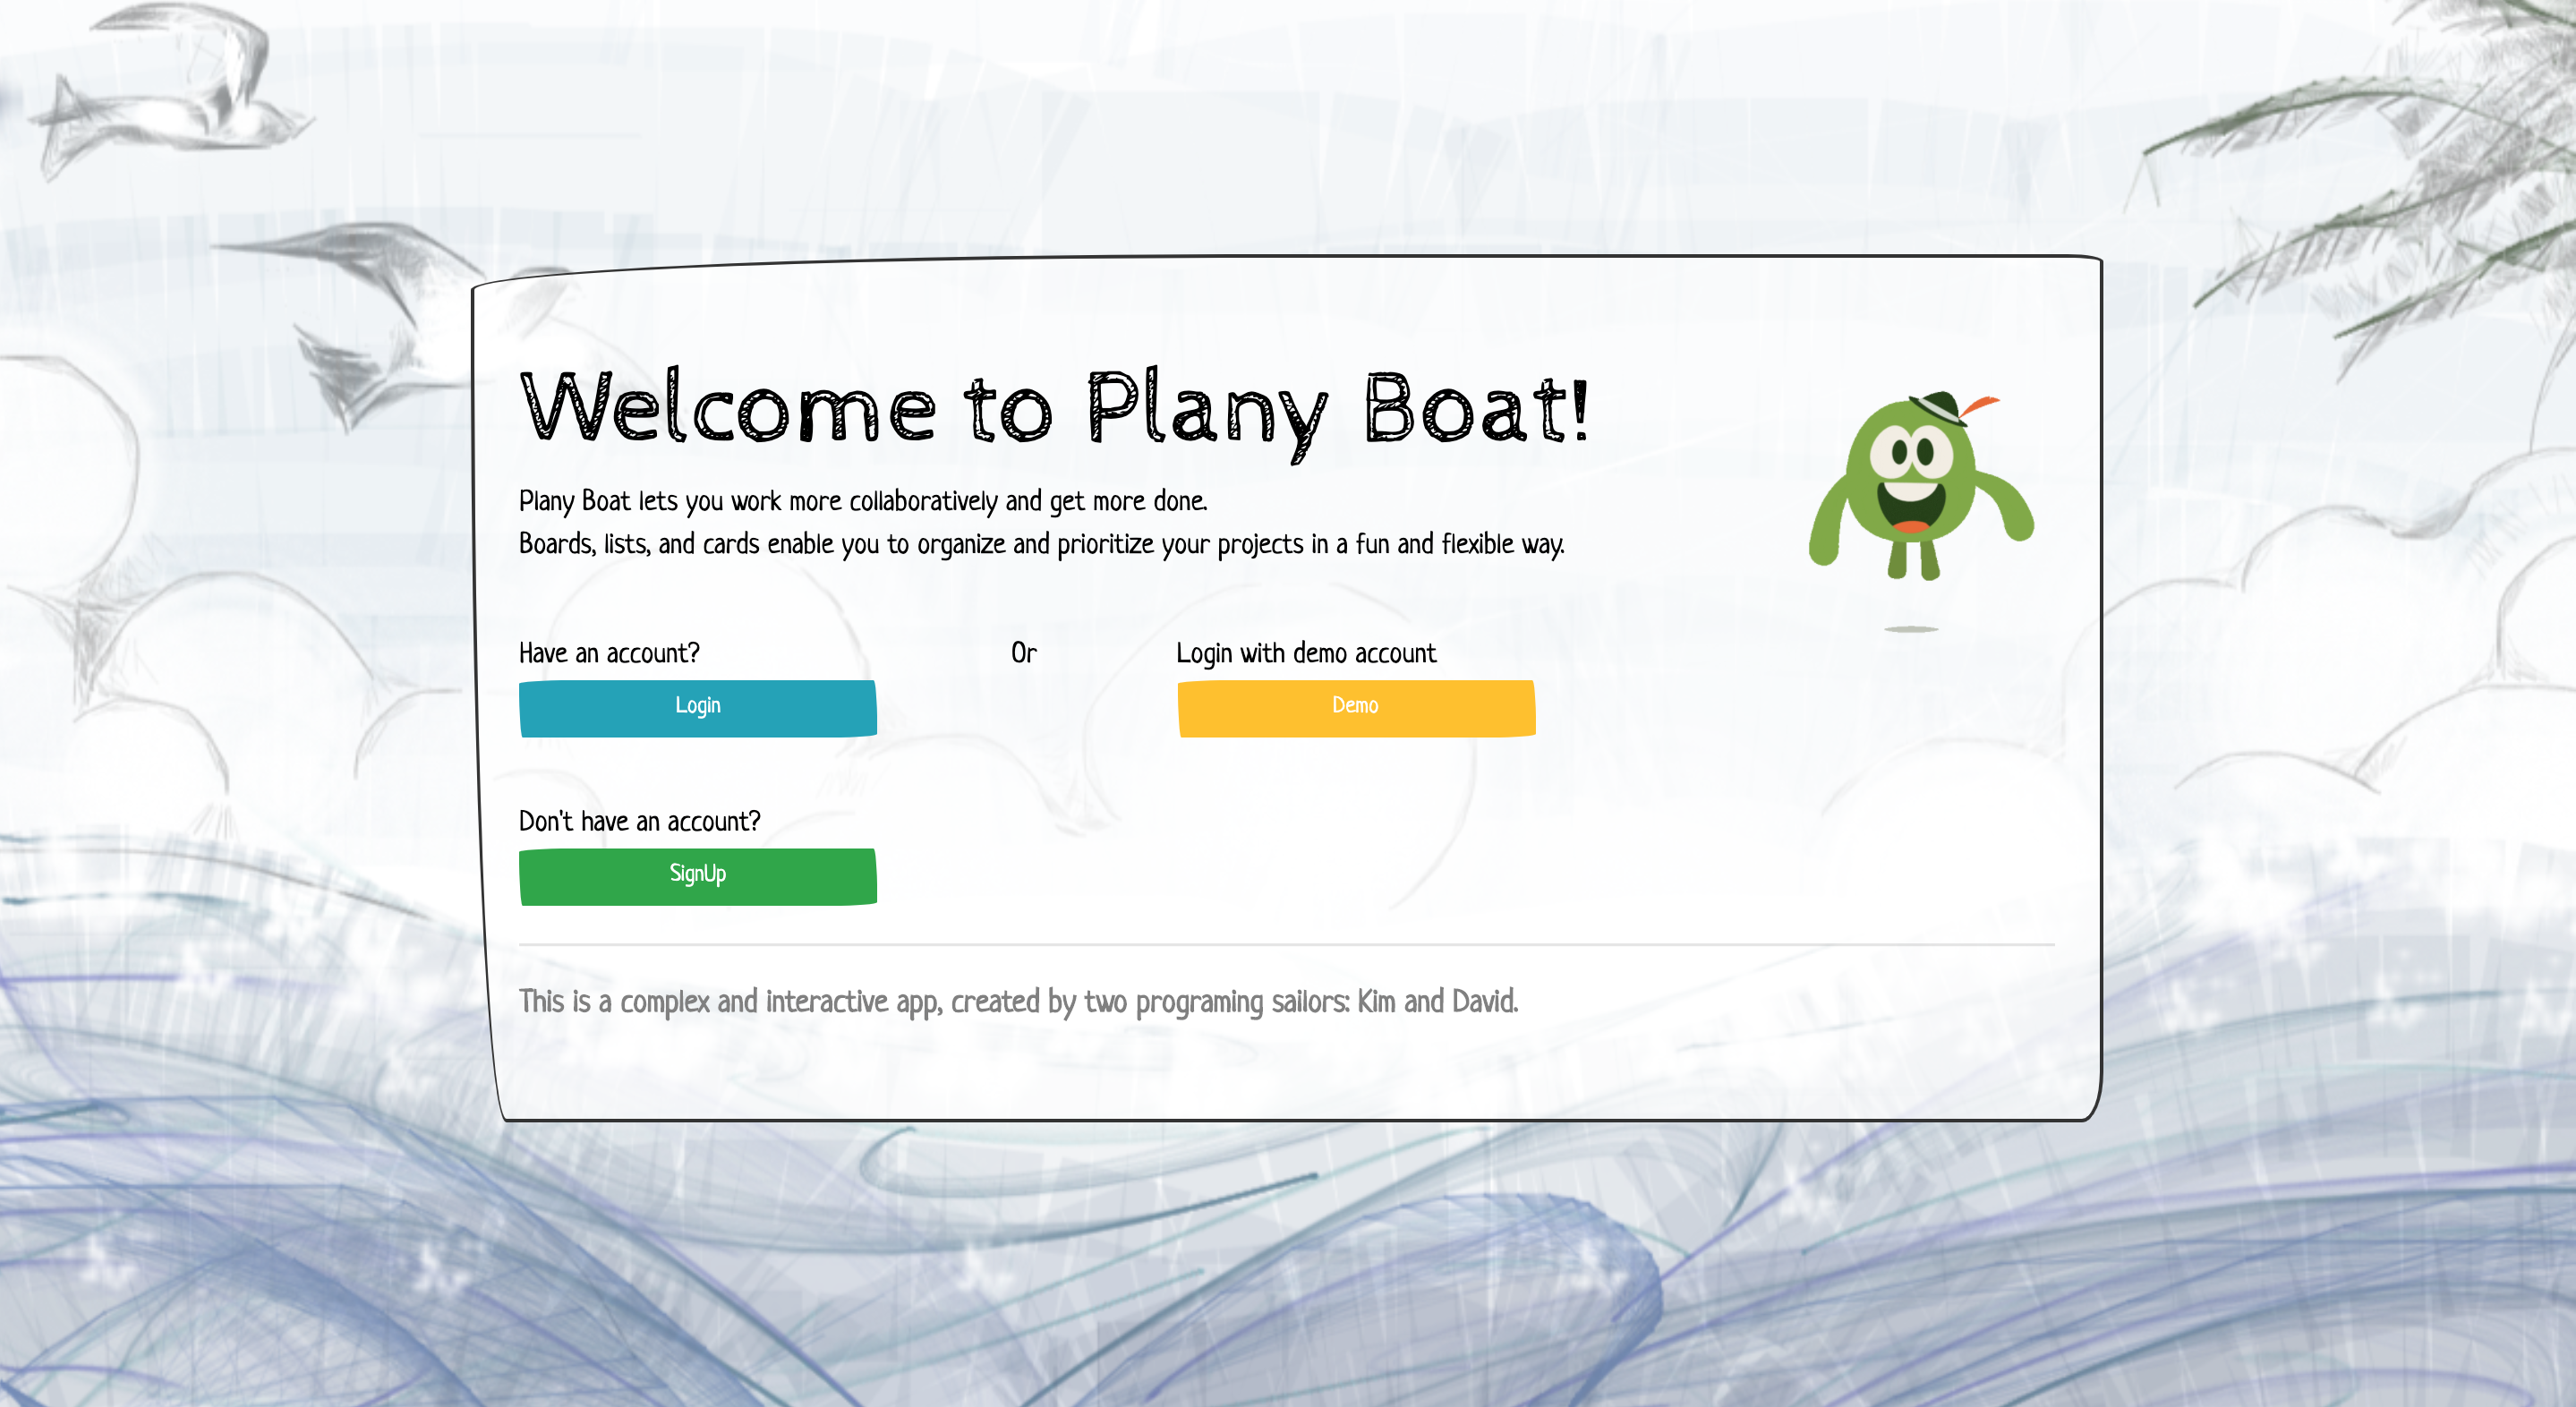 Welcome to Plany Boat!
Plany Boat lets you work more collaboratively and get more done.
Boards, lists, and cards enable you to organize and prioritize your projects in a fun and flexible way.
Have an account?
Or
Login with demo account
Login
Demo
Don't have an account?
SignUp
This is a complex and interactive app, created by two programing sailors: Kim and David.